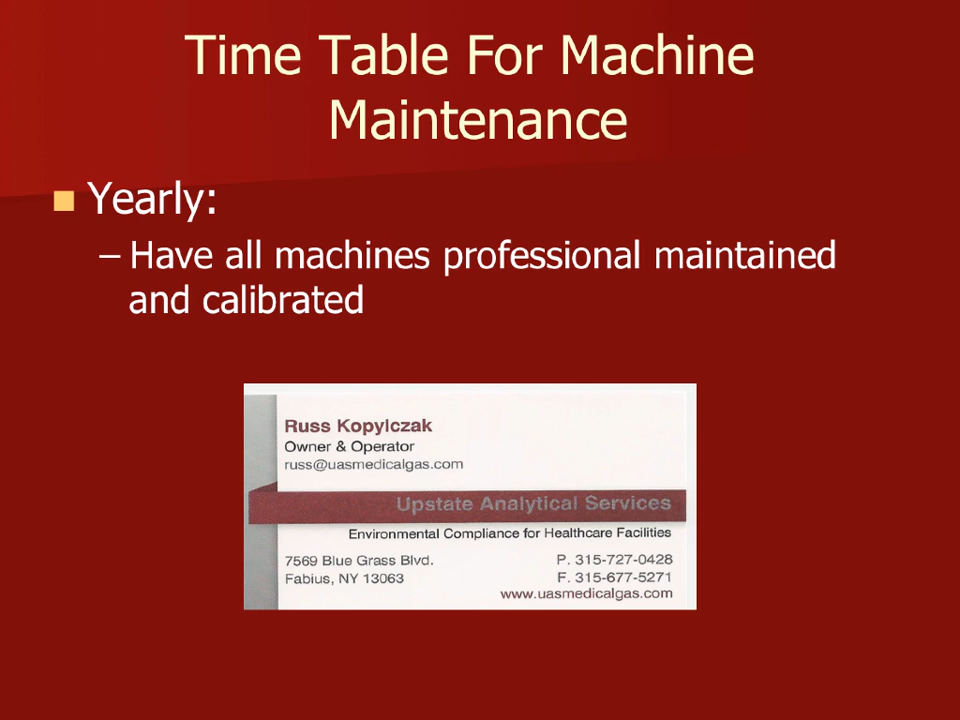 Time Table For Machine
Maintenance
Yearly:
– Have all machines professional maintained
and calibrated
Russ Kopylczak
Owner & Operator
russ@uasmedicalgas.com
Upstate Analytical Services
Environmental Compliance for Healthcare Facilities
7569 Blue Grass Blvd.
Fabius, NY 13063
P. 315-727-0428
F. 315-677-5271
www.uasmedicalgas.com